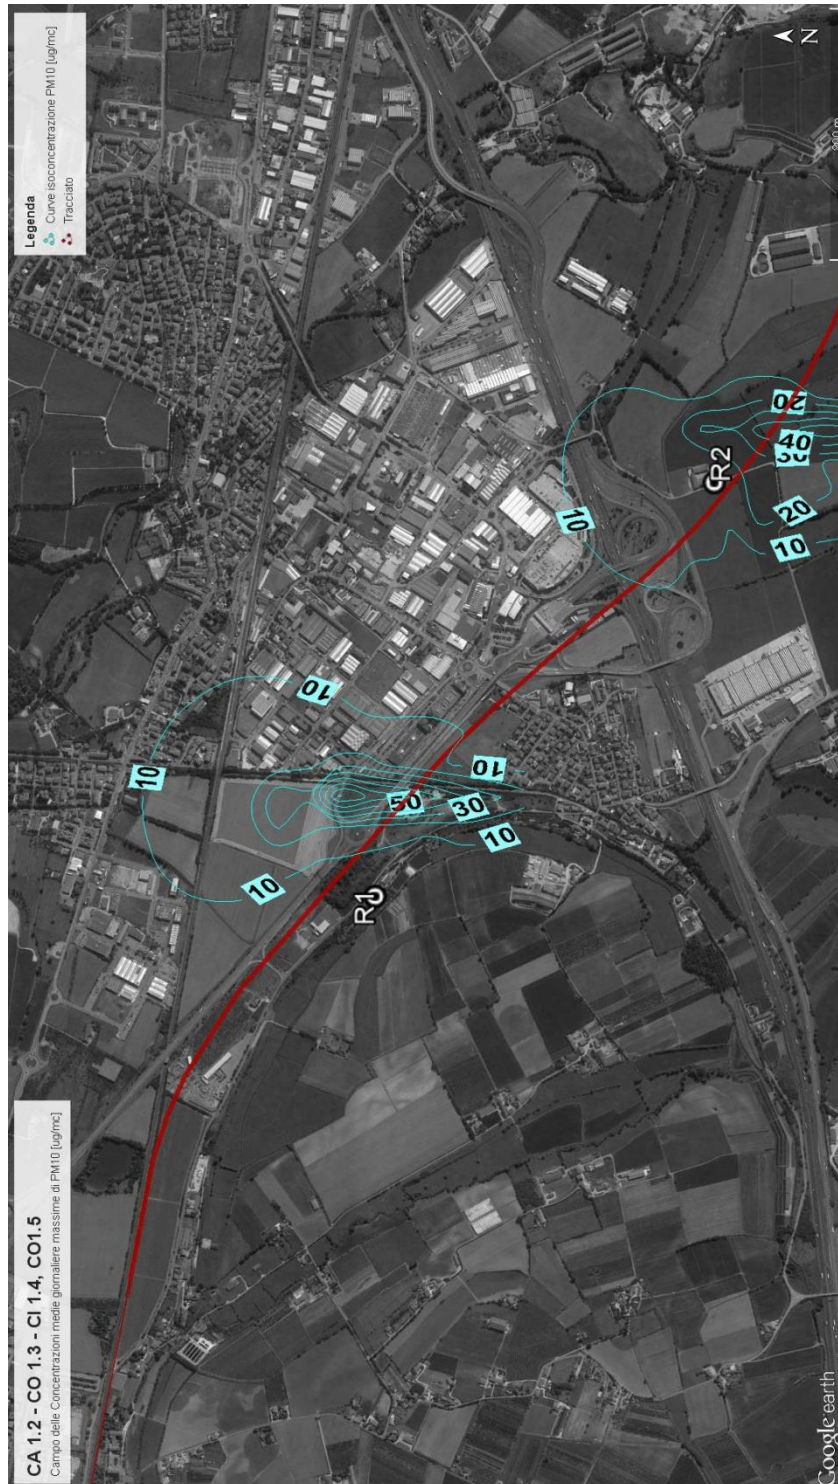 CA 1.2 - CO 1.3 - CI 1.4, CO1.5
Campo delle Concentrazioni medie giornaliere massime di PM10 [ug/mc]
Legenda
Curve isoconcentrazione PM10 [ug/mc]
Tracciato
10
10
10
R1
50
30
10
10
10
R2
20
40
20
10
N
Google earth